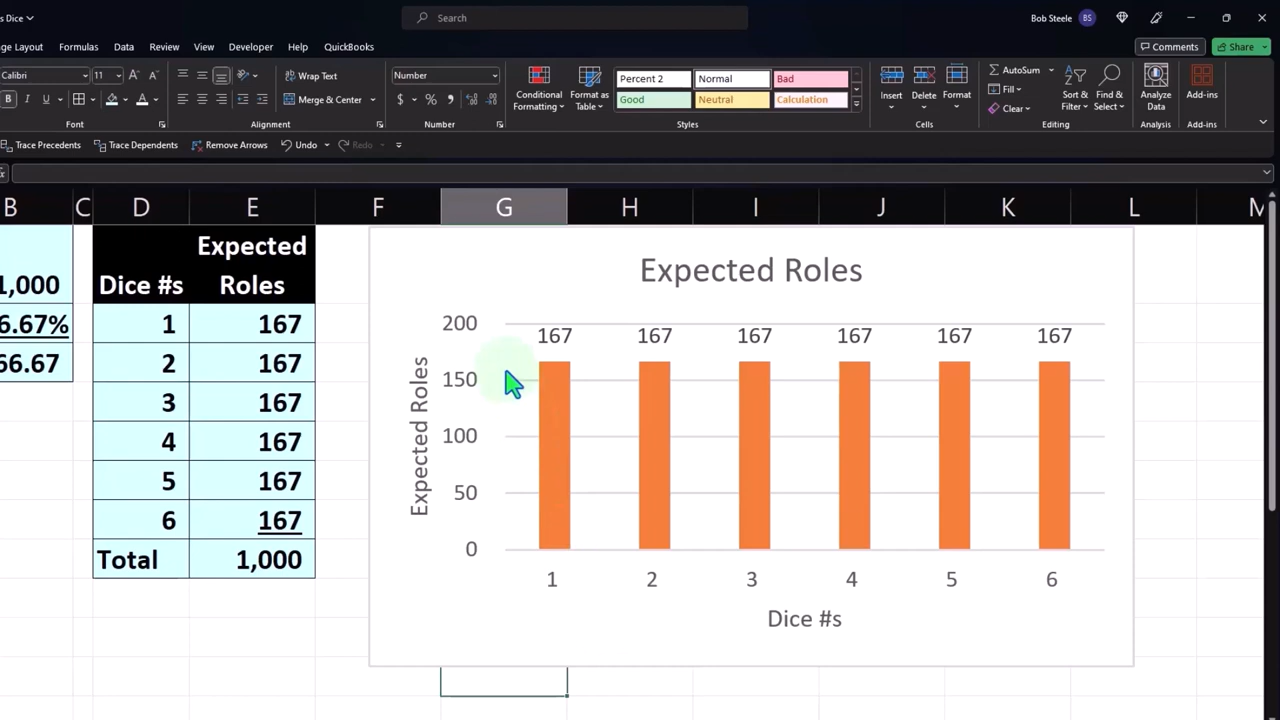 s Dice
Search
Bob Steele BS
ge Layout Formulas Data Review View Developer Help QuickBooks Comments Share
Calibri 11 A A Wrap Text Number Conditional Formatting Format as Table Percent 2 Normal Bad Insert Delete Format AutoSum Sort & Filter Find & Select Analyze Data Add-ins
B I U A Merge & Center $ % Good Neutral Calculation Fill
Clear
Font Alignment Number Styles Cells Editing Analysis Add-ins
Trace Precedents Trace Dependents Remove Arrows Undo Redo
B C D E F G H I J K L M
Expected
1,000 Dice #s Roles
6.67% 1 167
66.67 2 167
3 167
4 167
5 167
6 167
Total 1,000
Expected Roles
Expected Roles
200
150
100
50
0
167 167 167 167 167 167
1 2 3 4 5 6
Dice #s